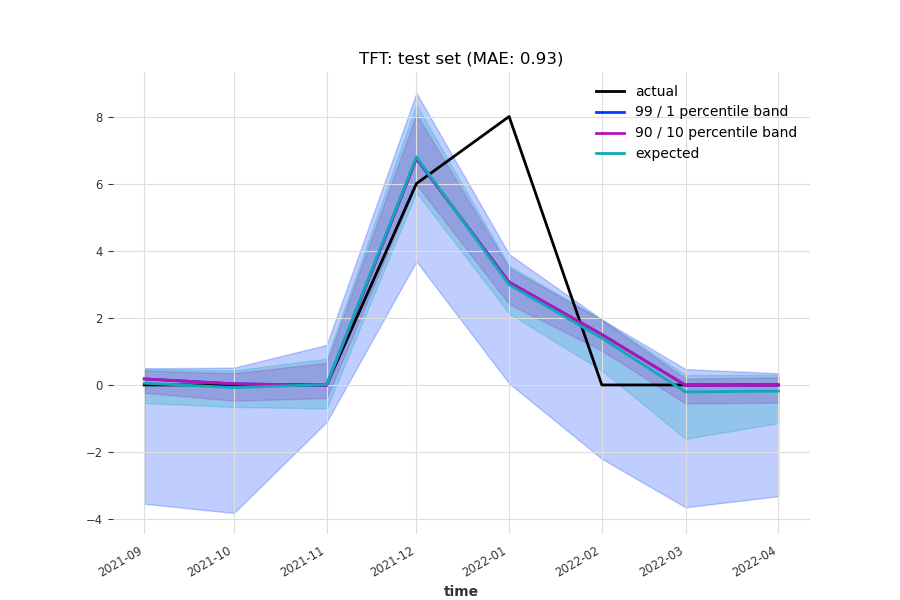 TFT: test set (MAE: 0.93)
actual
99 / 1 percentile band
90 / 10 percentile band
expected
8
6
4
2
0
−2
−4
2021-09
2021-10
2021-11
2021-12
2022-01
2022-02
2022-03
2022-04
time